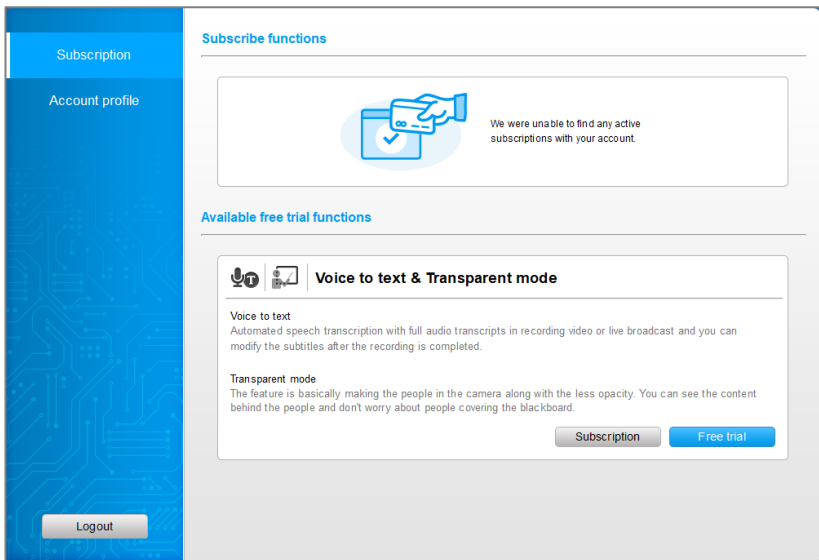 Subscription
Account profile
Logout
Subscribe functions
We were unable to find any active
subscriptions with your account.
Available free trial functions
T
Voice to text & Transparent mode
Voice to text
Automated speech transcription with full audio transcripts in recording video or live broadcast and you can
modify the subtitles after the recording is completed.
Transparent mode
The feature is basically making the people in the camera along with the less opacity. You can see the content
behind the people and don't worry about people covering the blackboard.
Subscription
Free trial